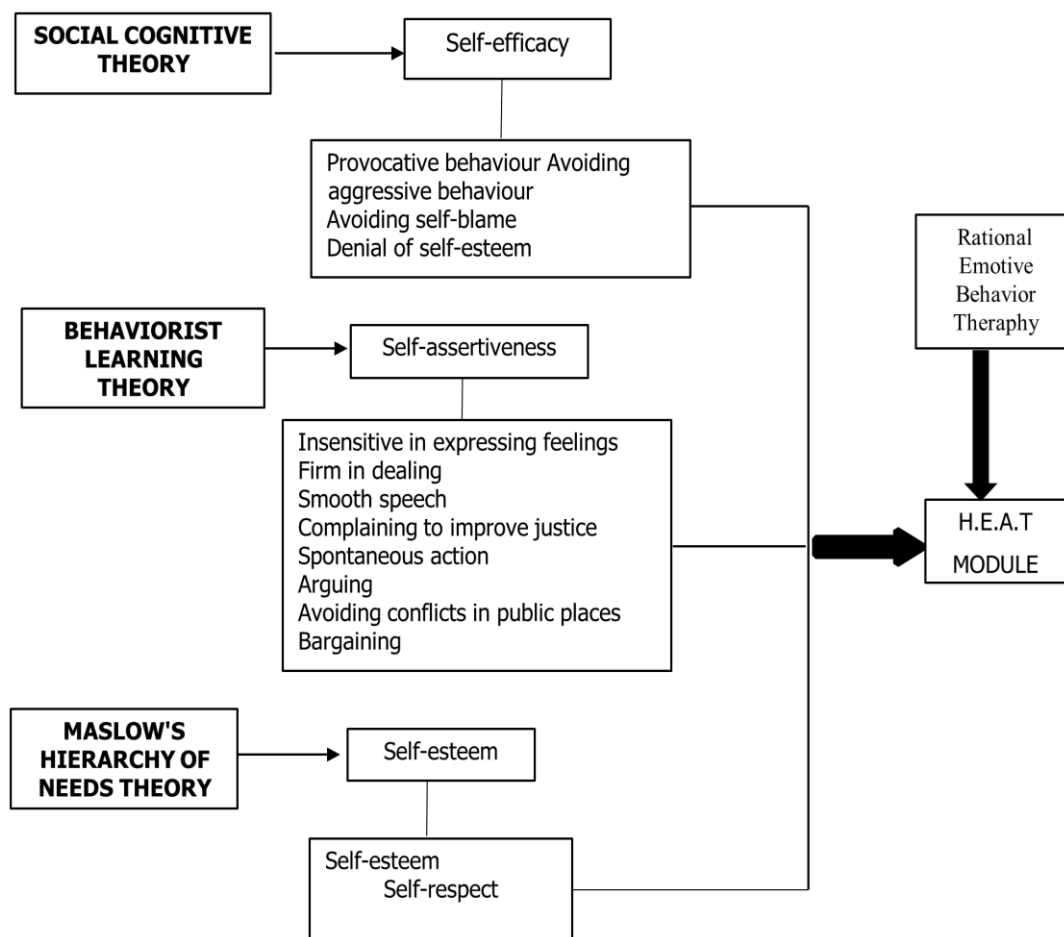 SOCIAL COGNITIVE
THEORY
Self-efficacy
Provocative behaviour Avoiding
aggressive behaviour
Avoiding self-blame
Denial of self-esteem
Rational
Emotive
Behavior
Theraphy
BEHAVIORIST
LEARNING
THEORY
Self-assertiveness
Insensitive in expressing feelings
Firm in dealing
Smooth speech
Complaining to improve justice
Spontaneous action
Arguing
Avoiding conflicts in public places
Bargaining
H.E.A.T
MODULE
MASLOW'S
HIERARCHY OF
NEEDS THEORY
Self-esteem
Self-esteem
Self-respect